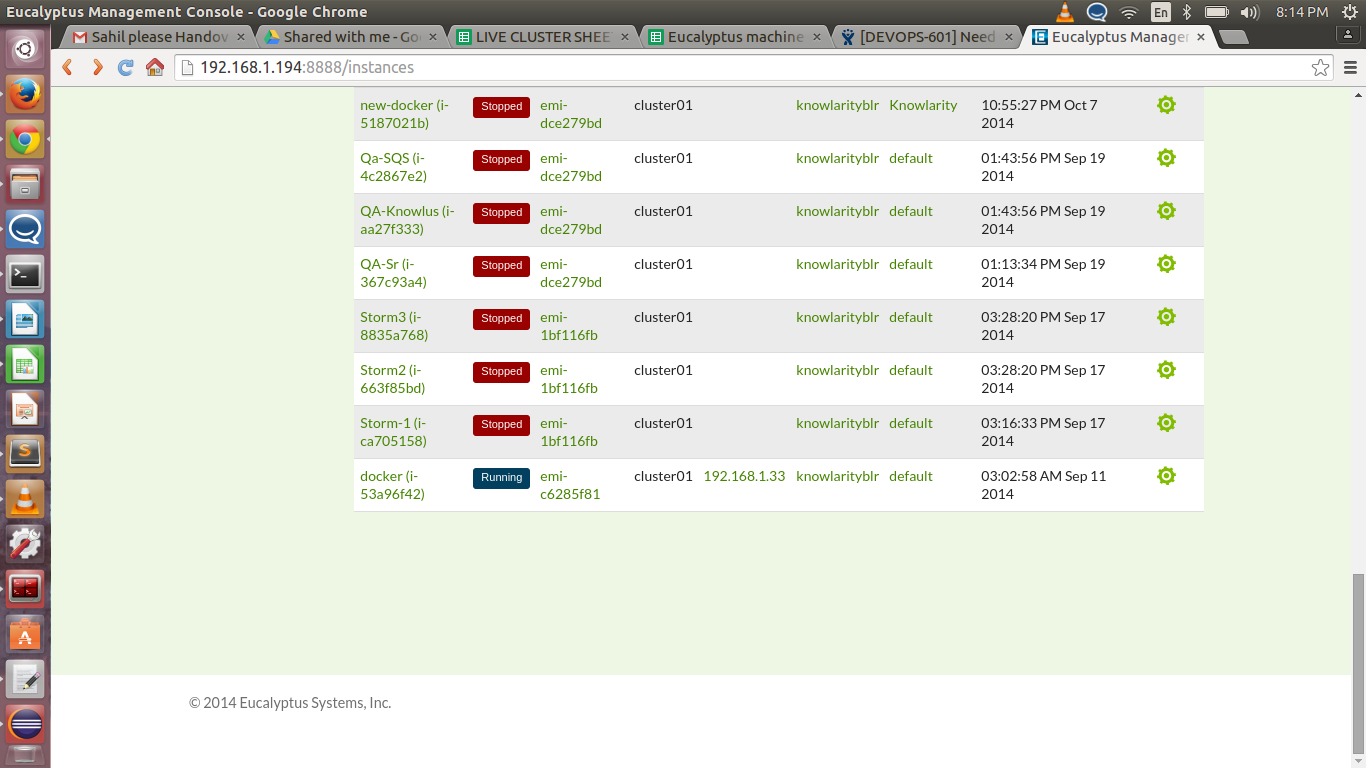 Eucalyptus Management Console - Google Chrome
En
8:14 PM
Sahil please Handov
Shared with me - Goo
LIVE CLUSTER SHEE
Eucalyptus machine
[DEVOPS-601] Need
Eucalyptus Manager
192.168.1.194:8888/instances
new-docker (i-5187021b) Stopped emi-dce279bd cluster01 knowlarityblr Knowlarity 10:55:27 PM Oct 7 2014
Qa-SQS (i-4c2867e2) Stopped emi-dce279bd cluster01 knowlarityblr default 01:43:56 PM Sep 19 2014
QA-Knowlus (i-aa27f333) Stopped emi-dce279bd cluster01 knowlarityblr default 01:43:56 PM Sep 19 2014
QA-Sr (i-367c93a4) Stopped emi-dce279bd cluster01 knowlarityblr default 01:13:34 PM Sep 19 2014
Storm3 (i-8835a768) Stopped emi-1bf116fb cluster01 knowlarityblr default 03:28:20 PM Sep 17 2014
Storm2 (i-663f85bd) Stopped emi-1bf116fb cluster01 knowlarityblr default 03:28:20 PM Sep 17 2014
Storm-1 (i-ca705158) Stopped emi-1bf116fb cluster01 knowlarityblr default 03:16:33 PM Sep 17 2014
docker (i-53a96f42) Running emi-c6285f81 cluster01 192.168.1.33 knowlarityblr default 03:02:58 AM Sep 11 2014
© 2014 Eucalyptus Systems, Inc.